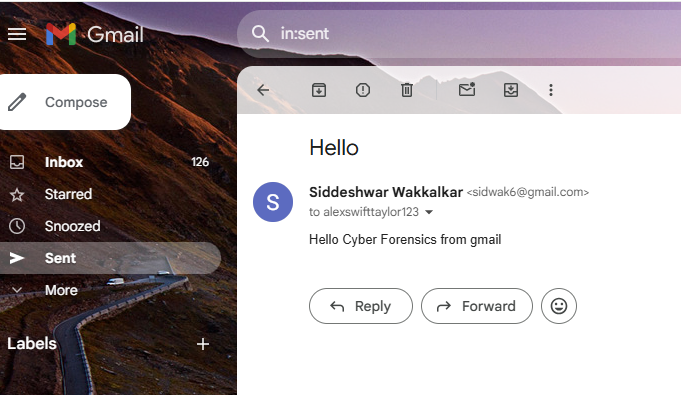 Gmail
in:sent
Compose
Inbox 126
Starred
Snoozed
Sent
More
Labels
Hello
S
Siddeshwar Wakkalkar <sidwak6@gmail.com>
to alexswifttaylor123
Hello Cyber Forensics from gmail
Reply
Forward